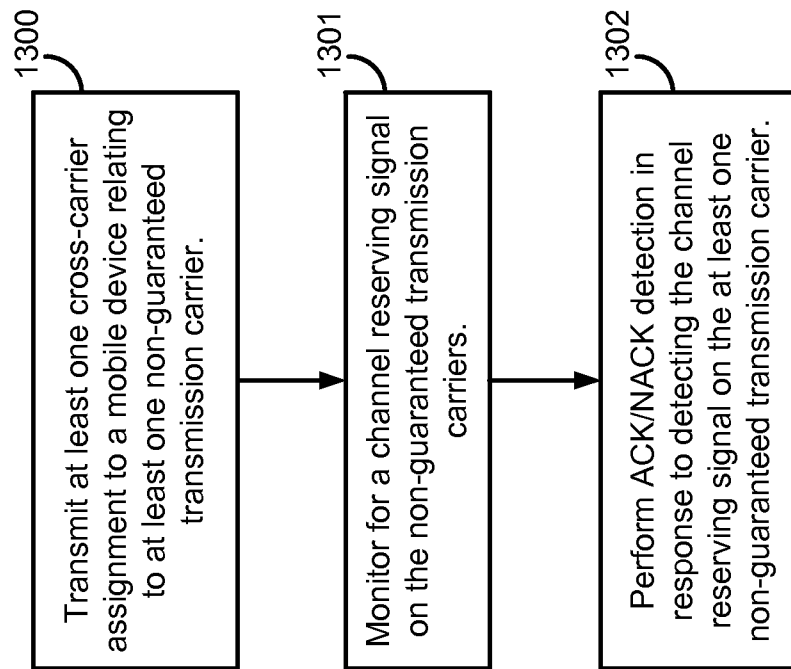 1300
Transmit at least one cross-carrier
assignment to a mobile device relating
to at least one non-guaranteed
transmission carrier.
1301
Monitor for a channel reserving signal
on the non-guaranteed transmission
carriers.
1302
Perform ACK/NACK detection in
response to detecting the channel
reserving signal on the at least one
non-guaranteed transmission carrier.